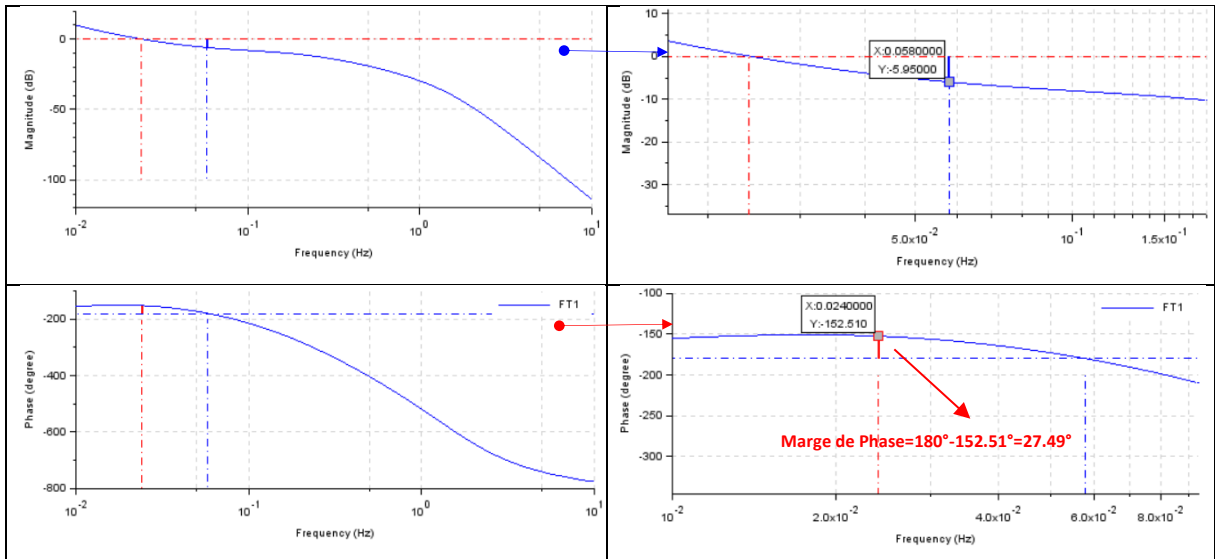 0
-50
-100
Magnitude (dB)
10⁻²
10⁻¹
10⁰
10¹
Frequency (Hz)
10
0
-10
-20
-30
Magnitude (dB)
X:0.0580000
Y:-5.95000
5.0x10⁻²
10⁻¹
1.5x10⁻¹
Frequency (Hz)
FT1
-200
-400
-600
-800
Phase (degree)
10⁻²
10⁻¹
10⁰
10¹
Frequency (Hz)
-100
-150
-200
-250
-300
Phase (degree)
X:0.0240000
Y:-152.510
FT1
Marge de Phase=180°-152.51°=27.49°
10⁻²
2.0x10⁻²
4.0x10⁻²
6.0x10⁻²
8.0x10⁻²
Frequency (Hz)